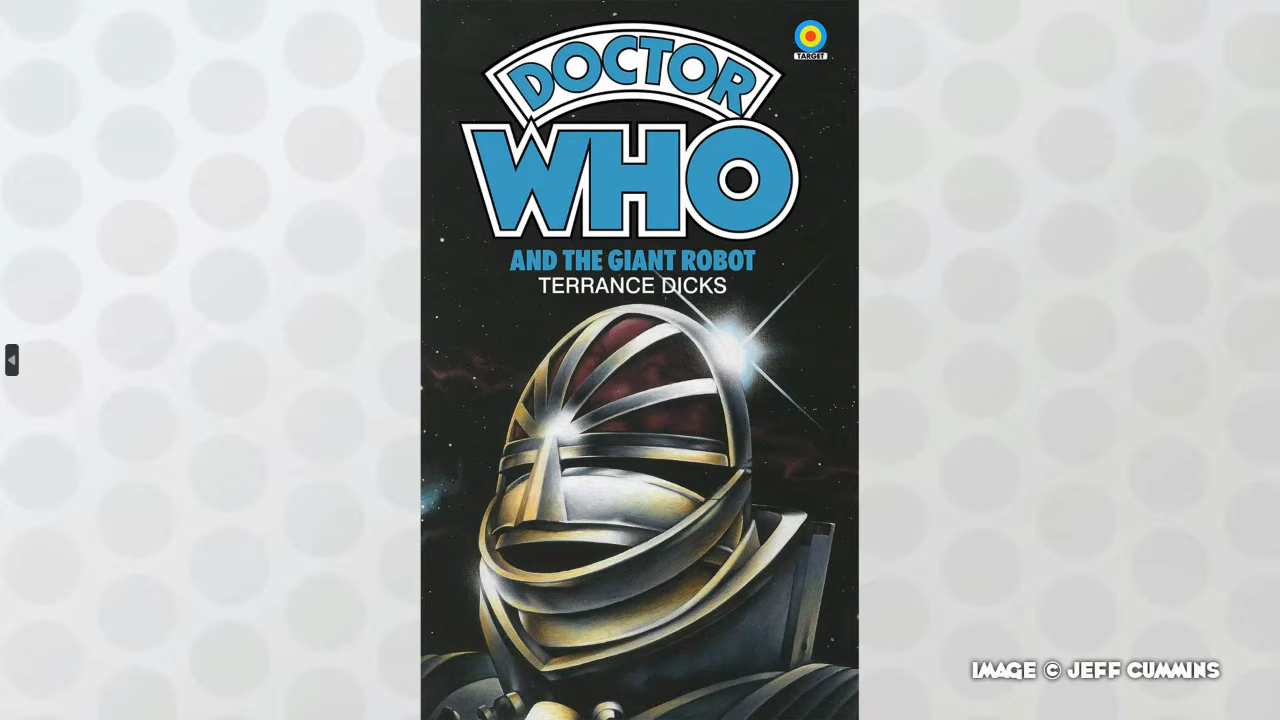 DOCTOR
WHO
TARGET
AND THE GIANT ROBOT
TERRANCE DICKS
IMAGE © JEFF CUMMINS